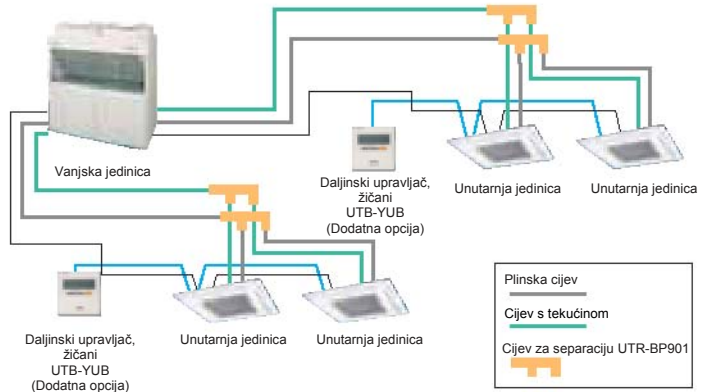 Vanjska jedinica
Daljinski upravljač,
žičani
UTB-YUB
(Dodatna opcija)
Unutarnja jedinica
Unutarnja jedinica
Daljinski upravljač,
žičani
UTB-YUB
(Dodatna opcija)
Unutarnja jedinica
Unutarnja jedinica
Plinska cijev
Cijev s tekućinom
Cijev za separaciju UTR-BP901